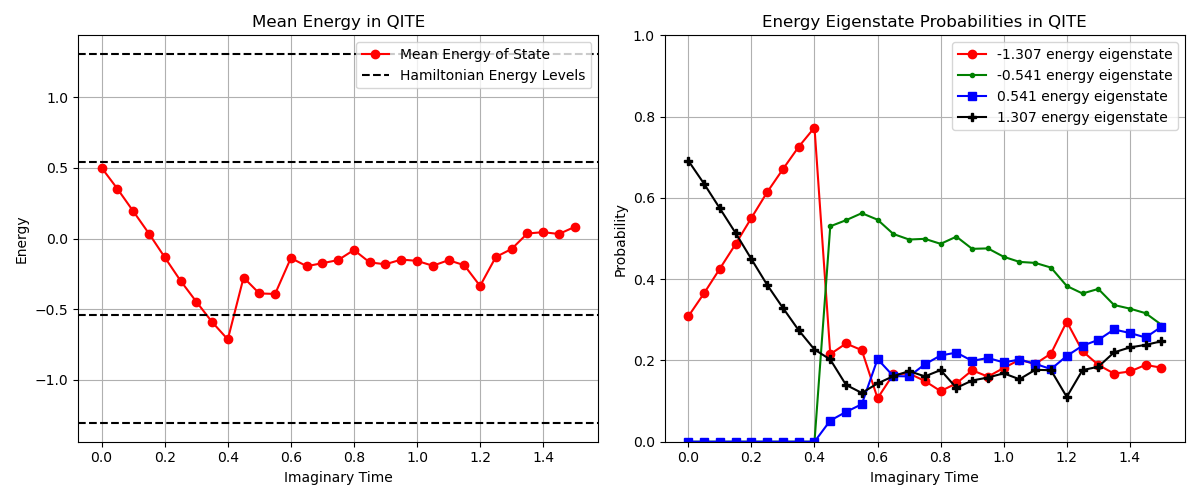 Mean Energy in QITE
Mean Energy of State
Hamiltonian Energy Levels
1.0
0.5
0.0
−0.5
−1.0
Energy
0.0 0.2 0.4 0.6 0.8 1.0 1.2 1.4
Imaginary Time
Energy Eigenstate Probabilities in QITE
-1.307 energy eigenstate
-0.541 energy eigenstate
0.541 energy eigenstate
1.307 energy eigenstate
1.0
0.8
0.6
0.4
0.2
0.0
Probability
0.0 0.2 0.4 0.6 0.8 1.0 1.2 1.4
Imaginary Time